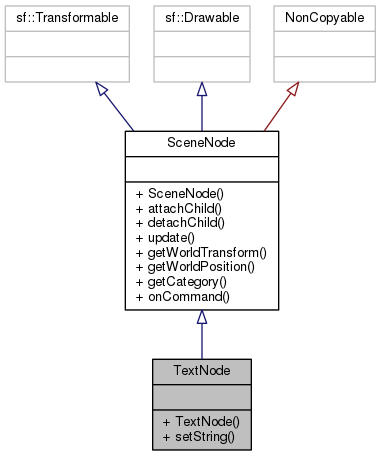 sf::Transformable
sf::Drawable
NonCopyable
SceneNode
+ SceneNode()
+ attachChild()
+ detachChild()
+ update()
+ getWorldTransform()
+ getWorldPosition()
+ getCategory()
+ onCommand()
TextNode
+ TextNode()
+ setString()